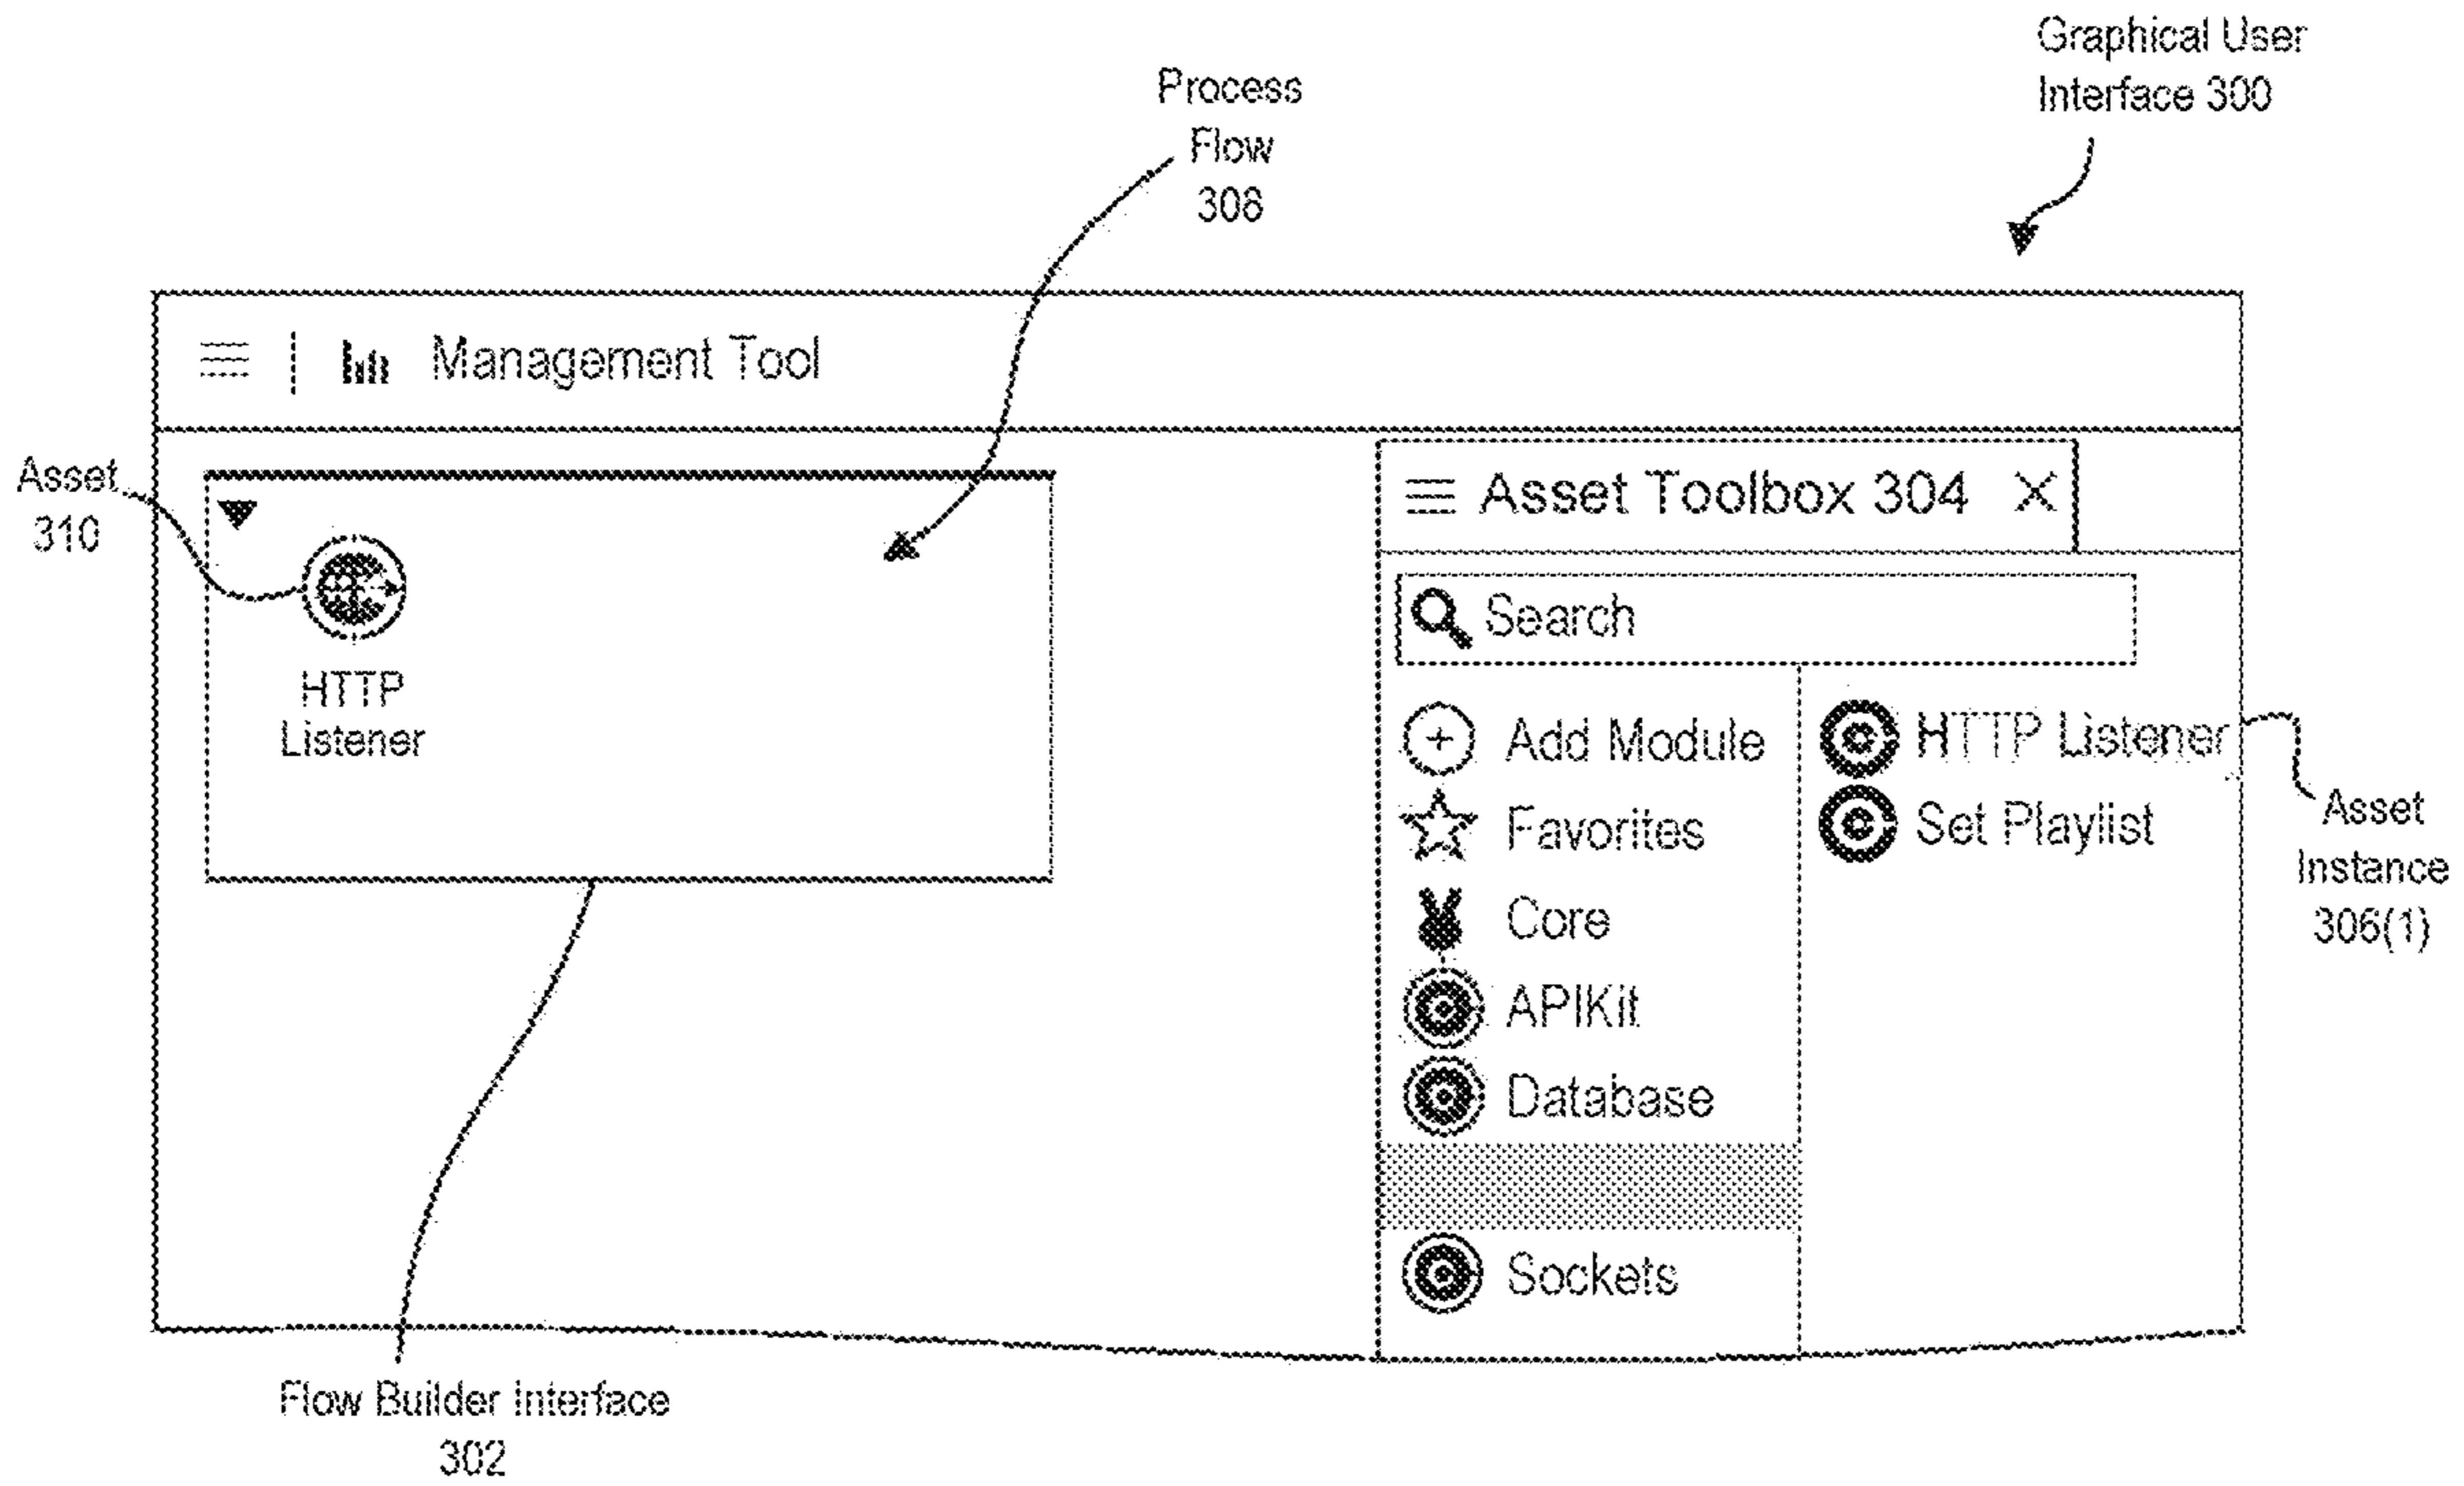 Graphical User
Interface 300
Process
Flow
308
Management Tool
Asset
310
HTTP
Listener
Asset Toolbox 304
Search
Add Module
Favorites
Core
APIKit
Database
Sockets
HTTP Listener
Set Playlist
Asset
Instance
306(1)
Flow Builder Interface
302